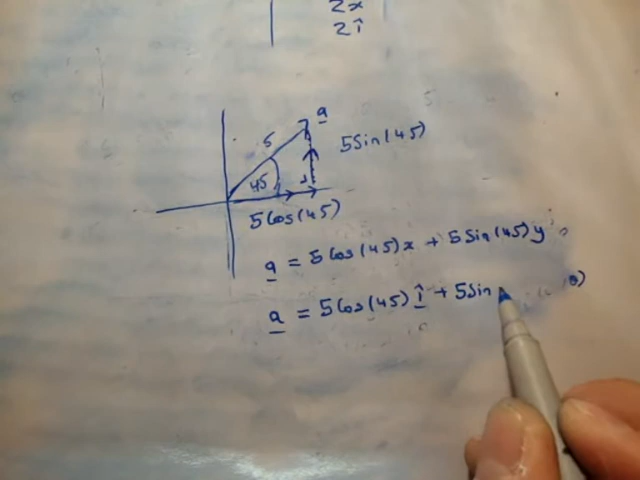 2x
2î
a
5
5Sin(45)
45
5Cos(45)
a = 5Cos(45)x + 5Sin(45)y
a = 5Cos(45)î + 5Sin